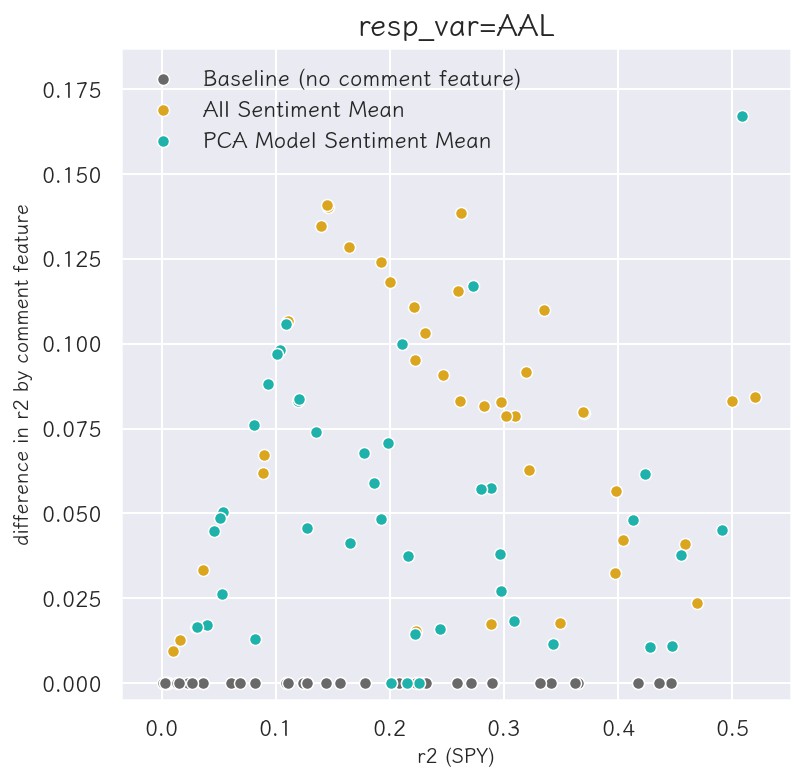 resp_var=AAL
Baseline (no comment feature)
All Sentiment Mean
PCA Model Sentiment Mean
difference in r2 by comment feature
0.175
0.150
0.125
0.100
0.075
0.050
0.025
0.000
0.0 0.1 0.2 0.3 0.4 0.5
r2 (SPY)